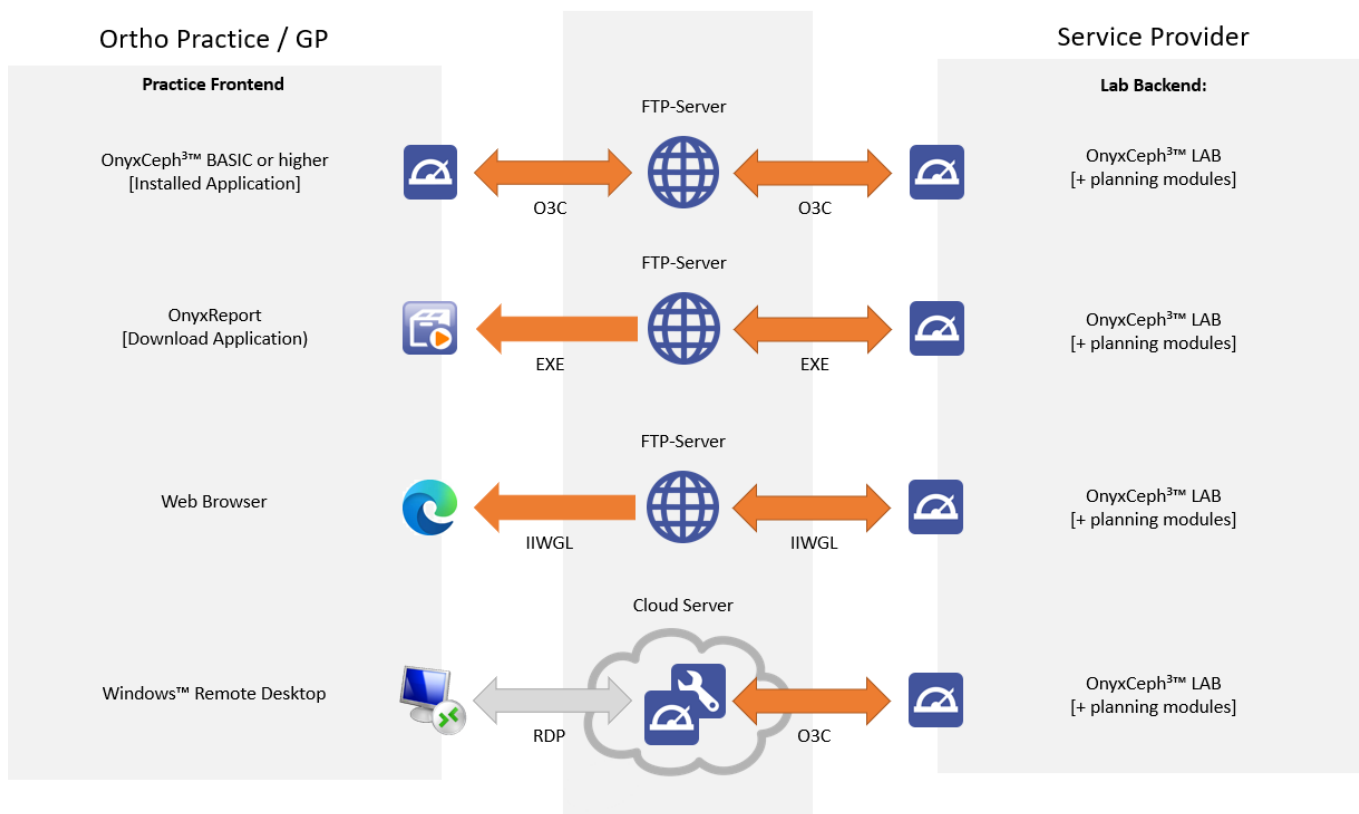 Ortho Practice / GP
Service Provider
Practice Frontend
Lab Backend:
FTP-Server
OnyxCeph³™ BASIC or higher
[Installed Application]
O3C
O3C
OnyxCeph³™ LAB
[+ planning modules]
FTP-Server
OnyxReport
[Download Application)
EXE
EXE
OnyxCeph³™ LAB
[+ planning modules]
FTP-Server
Web Browser
IIWGL
IIWGL
OnyxCeph³™ LAB
[+ planning modules]
Cloud Server
Windows™ Remote Desktop
RDP
O3C
OnyxCeph³™ LAB
[+ planning modules]